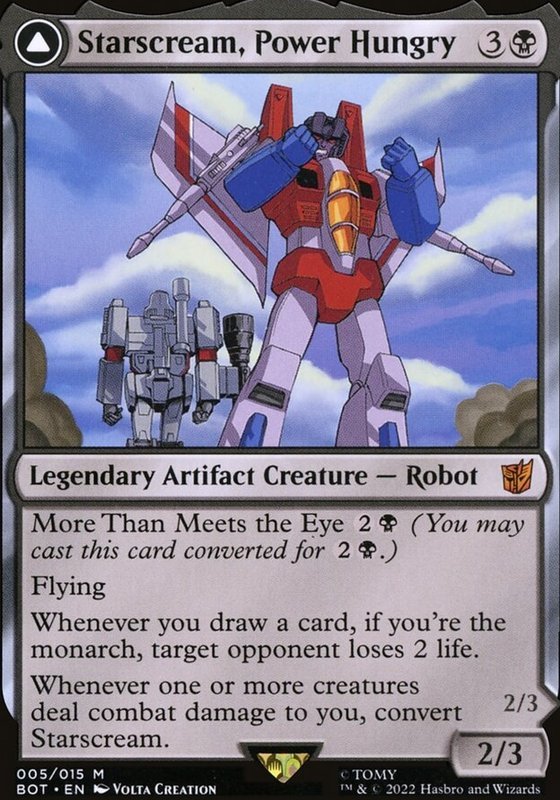 Starscream, Power Hungry 3
Legendary Artifact Creature — Robot
More Than Meets the Eye 2 (You may
cast this card converted for 2 .)
Flying
Whenever you draw a card, if you're the
monarch, target opponent loses 2 life.
Whenever one or more creatures
deal combat damage to you, convert
Starscream.
2/3
2/3
005/015 M
BOT • EN VOLTA CREATION
© TOMY
™ & © 2022 Hasbro and Wizards